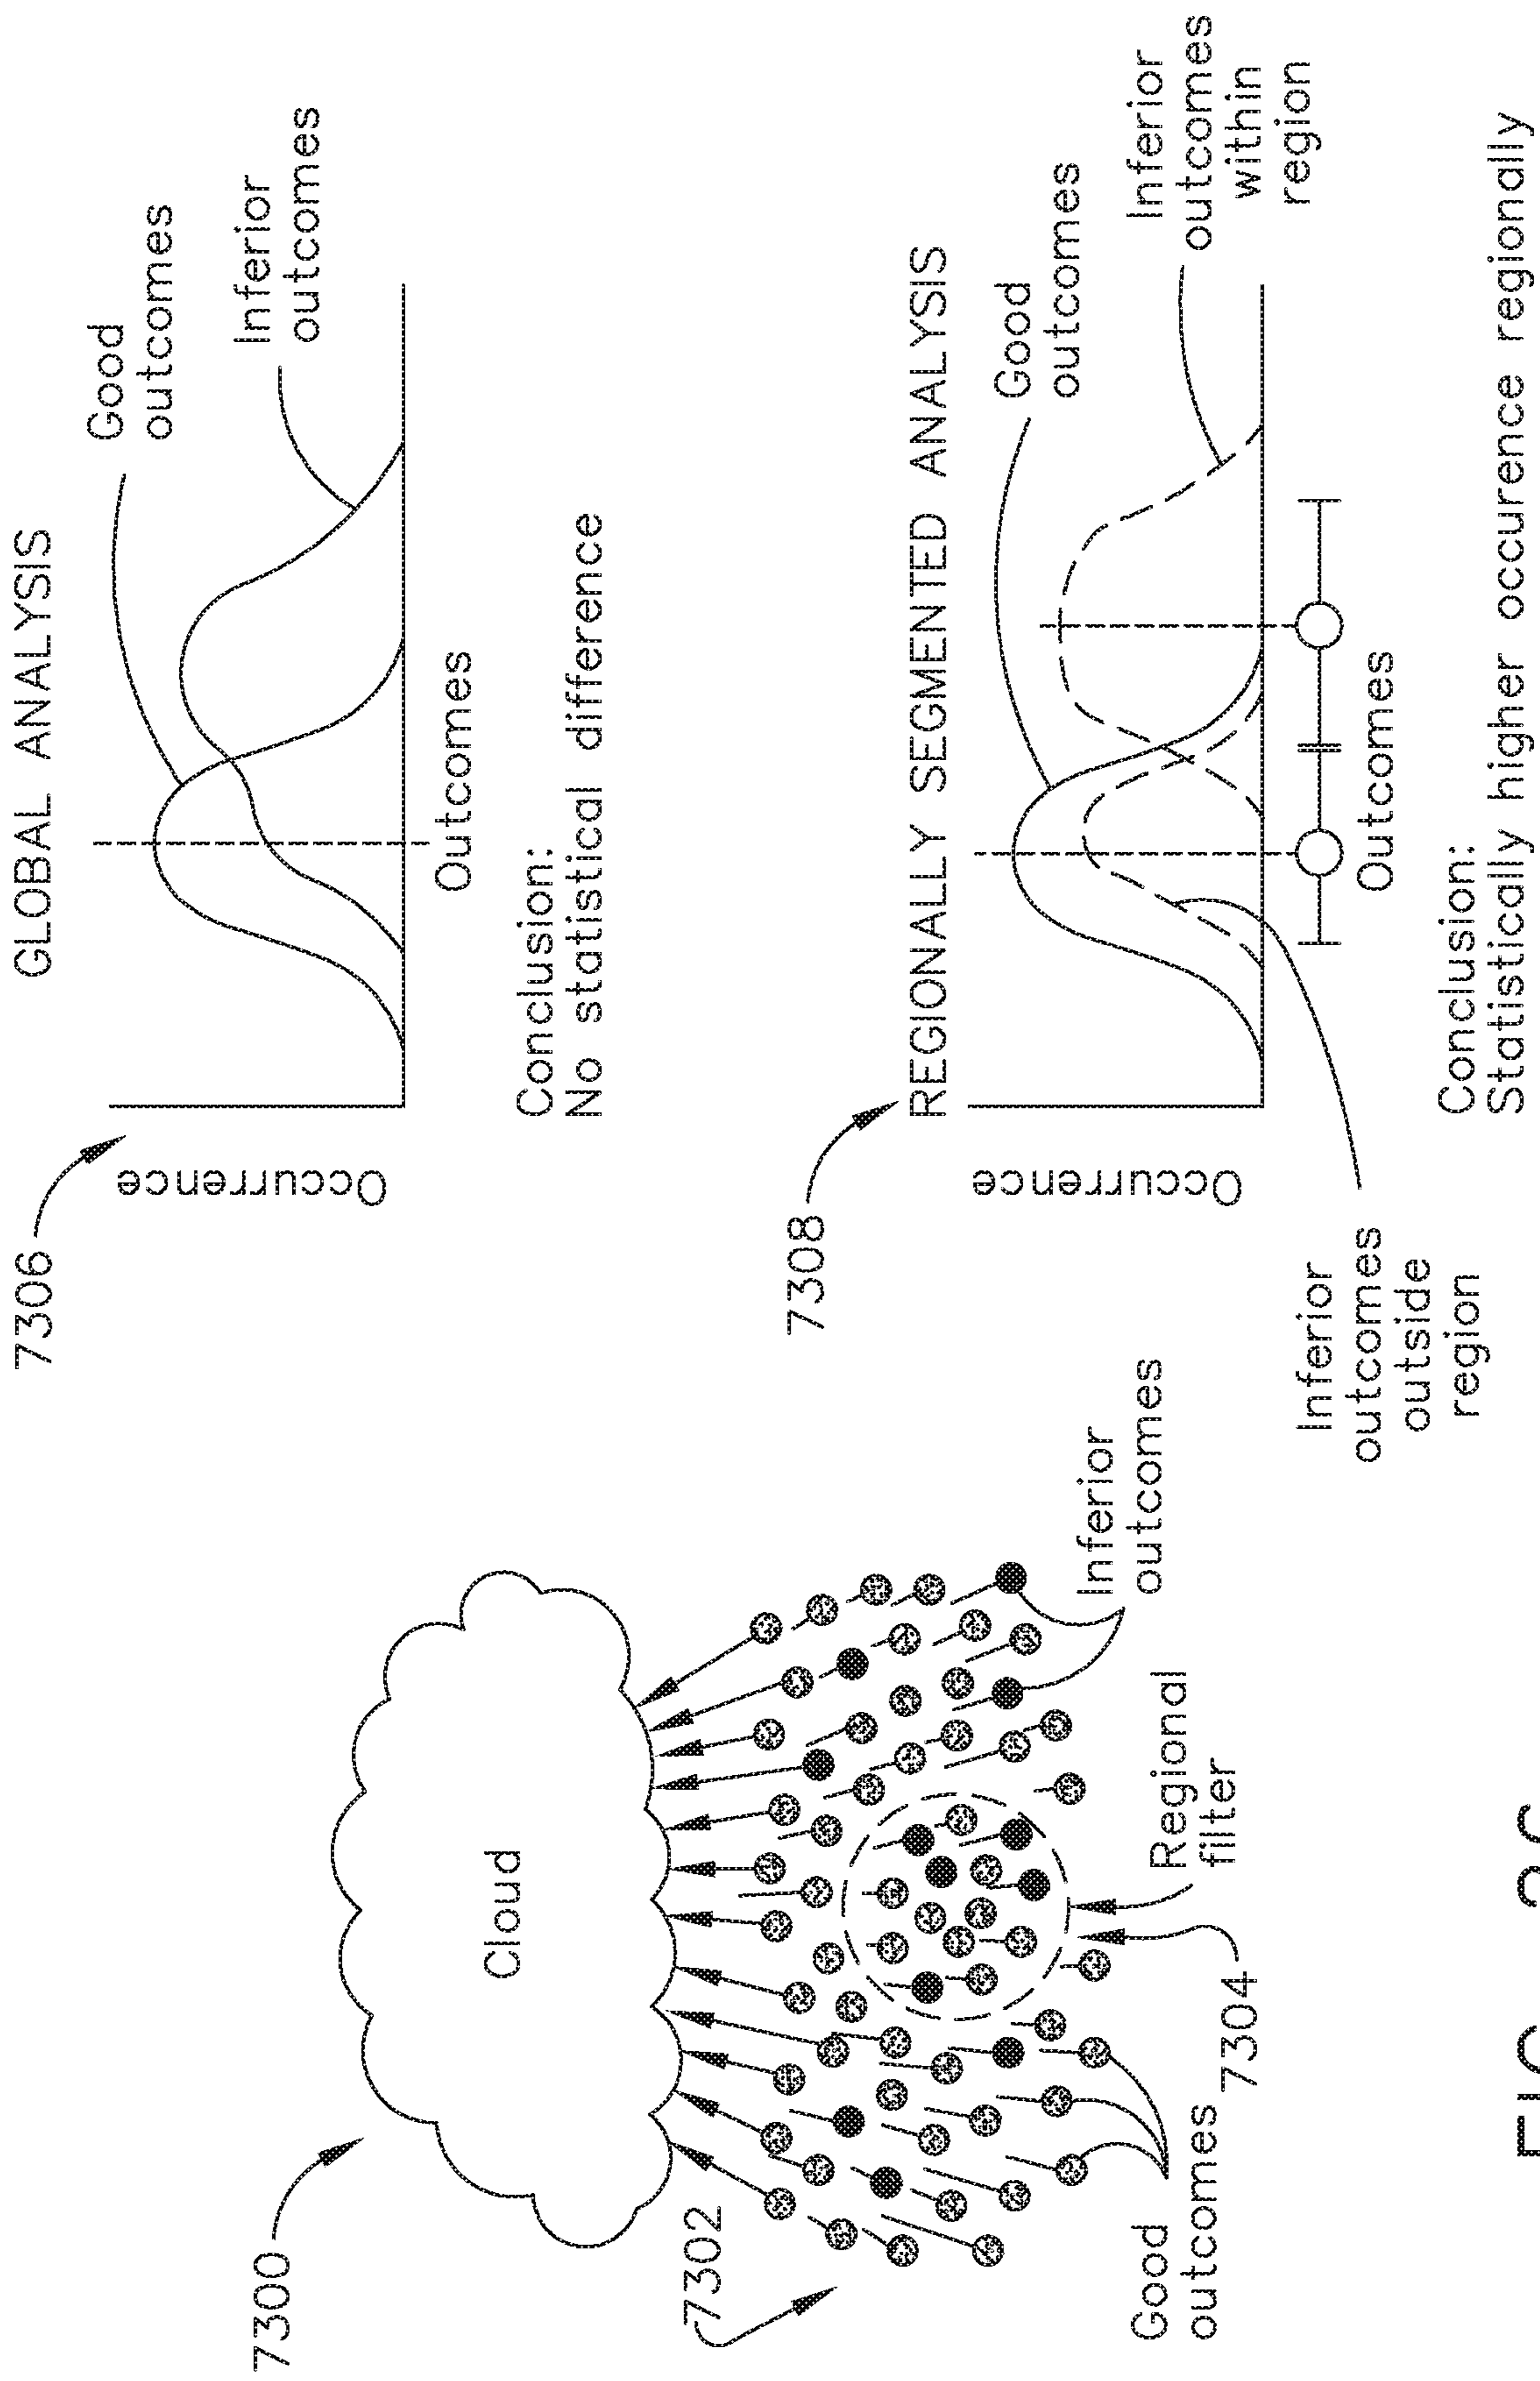 7300
Cloud
7302
Good
outcomes
7304
Regional
filter
Inferior
outcomes
7306
GLOBAL ANALYSIS
Occurrence
Good
outcomes
Inferior
outcomes
Outcomes
Conclusion:
No statistical difference
7308
REGIONALLY SEGMENTED ANALYSIS
Occurrence
Good
outcomes
Inferior
outcomes
within
region
Inferior
outcomes
outside
region
Outcomes
Conclusion:
Statistically higher occurence regionally